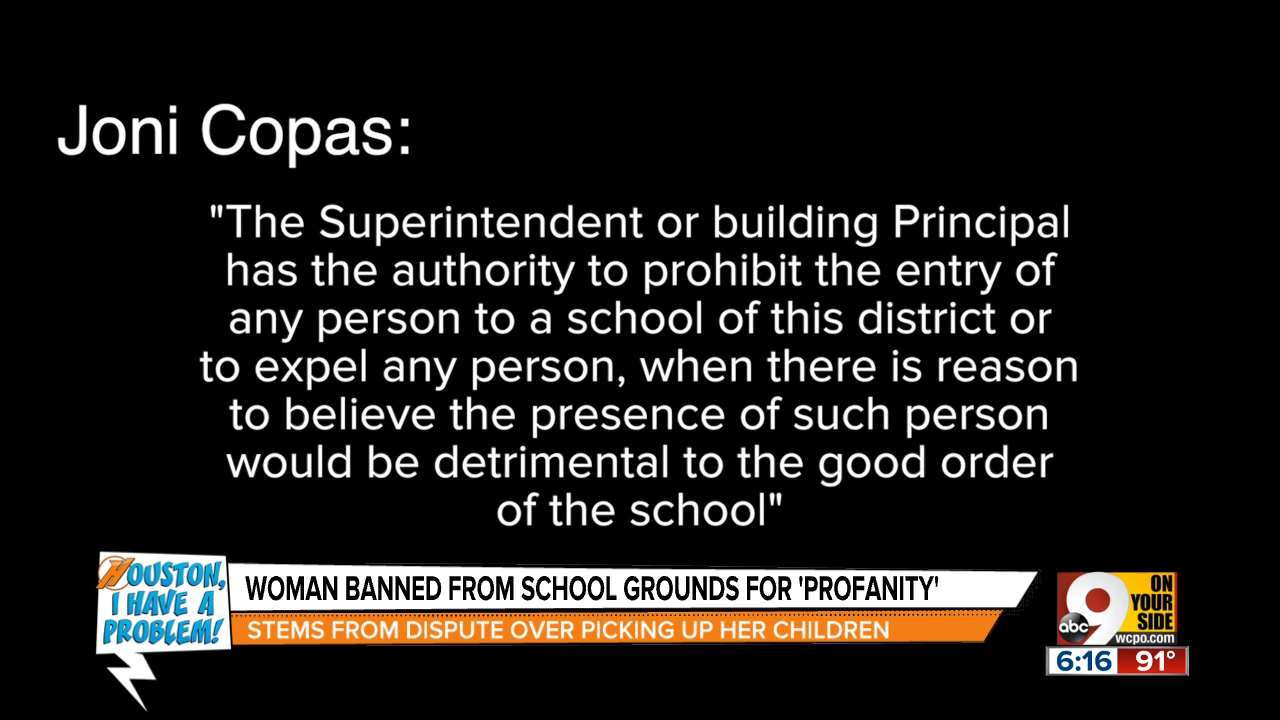 Joni Copas:
"The Superintendent or building Principal
has the authority to prohibit the entry of
any person to a school of this district or
to expel any person, when there is reason
to believe the presence of such person
would be detrimental to the good order
of the school"
HOUSTON,
I HAVE A
PROBLEM!
WOMAN BANNED FROM SCHOOL GROUNDS FOR 'PROFANITY'
STEMS FROM DISPUTE OVER PICKING UP HER CHILDREN
abc 9
ON
YOUR
SIDE
wcpo.com
6:16 91°